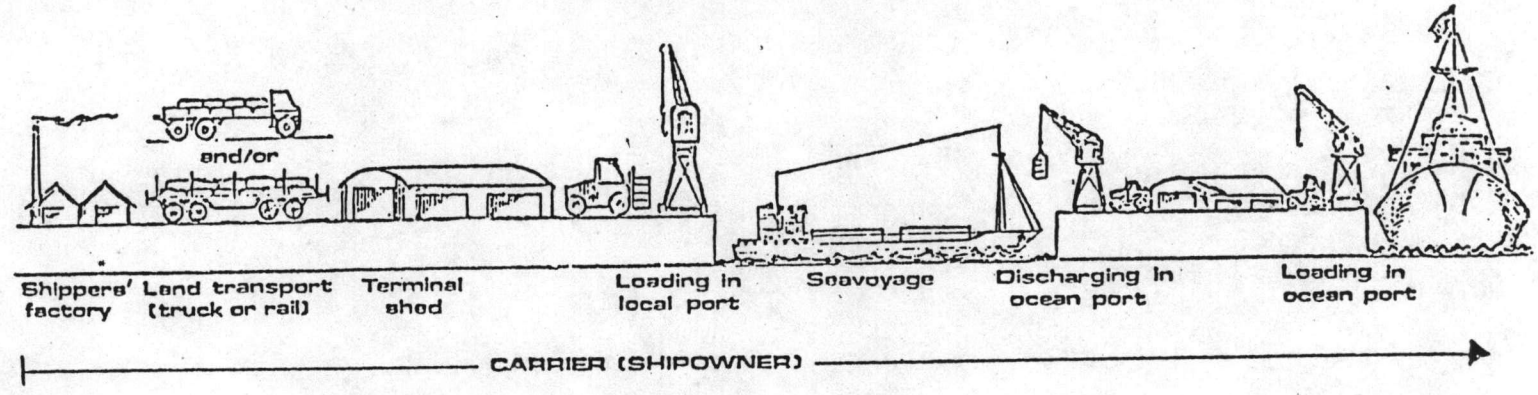 and/or
Shippers' factory
Land transport (truck or rail)
Terminal shed
Loading in local port
Seavoyage
Discharging in ocean port
Loading in ocean port
CARRIER (SHIPOWNER)